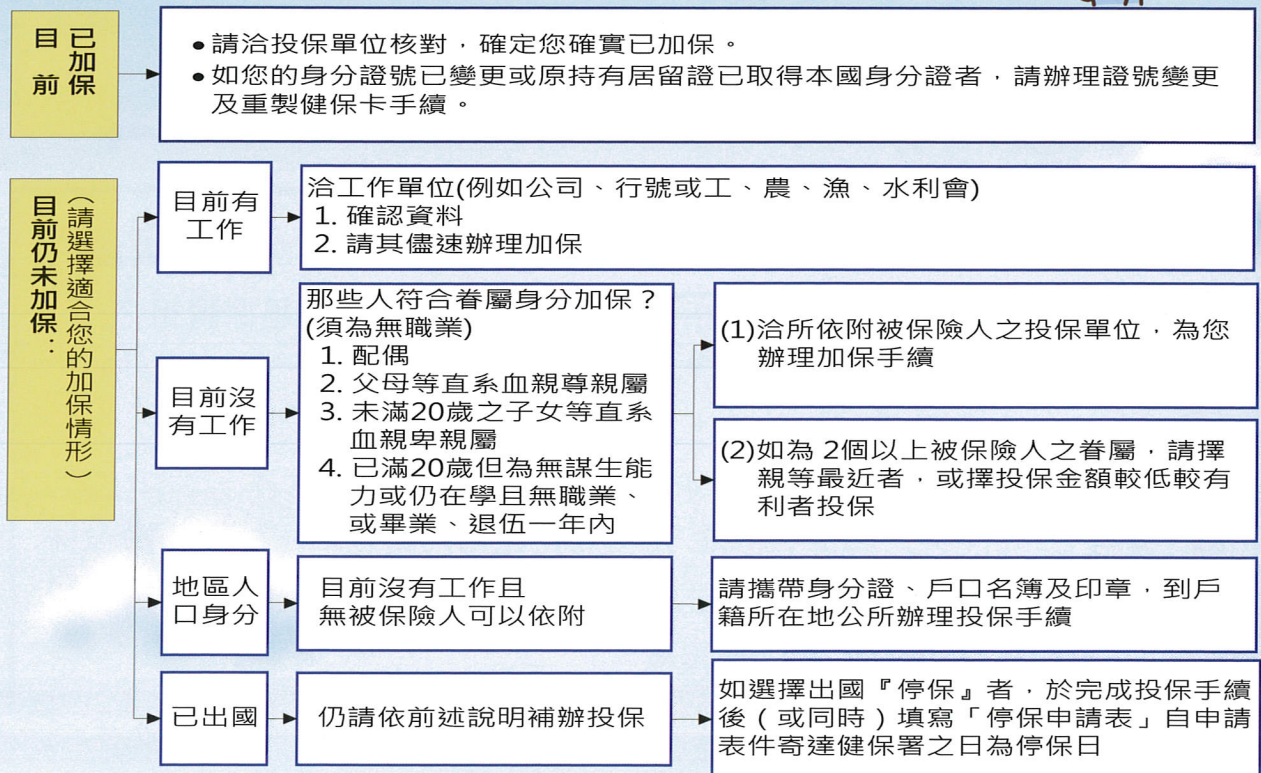 目前已加保
●請洽投保單位核對，確定您確實已加保。
●如您的身分證號已變更或原持有居留證已取得本國身分證者，請辦理證號變更
及重製健保卡手續。
目前仍未加保：
（請選擇適合您的加保情形）
目前有
工作
洽工作單位(例如公司、行號或工、農、漁、水利會)
1. 確認資料
2. 請其儘速辦理加保
目前沒
有工作
那些人符合眷屬身分加保？
(須為無職業)
1. 配偶
2. 父母等直系血親尊親屬
3. 未滿20歲之子女等直系
血親卑親屬
4. 已滿20歲但為無謀生能
力或仍在學且無職業、
或畢業、退伍一年內
(1)洽所依附被保險人之投保單位，為您
辦理加保手續
(2)如為 2個以上被保險人之眷屬，請擇
親等最近者，或擇投保金額較低較有
利者投保
地區人
口身分
目前沒有工作且
無被保險人可以依附
請攜帶身分證、戶口名簿及印章，到戶
籍所在地公所辦理投保手續
已出國
仍請依前述說明補辦投保
如選擇出國『停保』者，於完成投保手續
後（或同時）填寫「停保申請表」自申請
表件寄達健保署之日為停保日